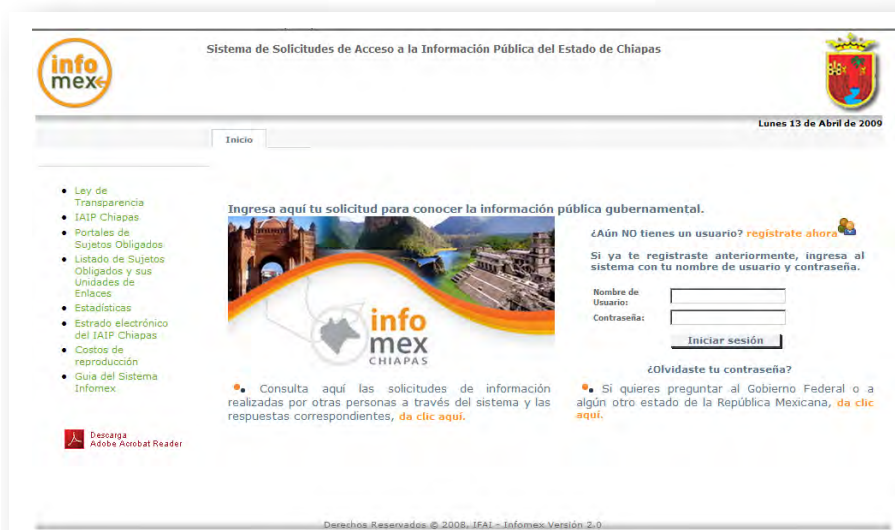 info
mex
Sistema de Solicitudes de Acceso a la Información Pública del Estado de Chiapas
Lunes 13 de Abril de 2009
Inicio
Ley de
Transparencia
IAIP Chiapas
Portales de
Sujetos Obligados
Listado de Sujetos
Obligados y sus
Unidades de
Enlaces
Estadísticas
Estrado electrónico
del IAIP Chiapas
Costos de
reproducción
Guia del Sistema
Infomex
Descarga
Adobe Acrobat Reader
Ingresa aquí tu solicitud para conocer la información pública gubernamental.
info
mex
CHIAPAS
Consulta aquí las solicitudes de información
realizadas por otras personas a través del sistema y las
respuestas correspondientes, da clic aquí.
¿Aún NO tienes un usuario? regístrate ahora
Si ya te registraste anteriormente, ingresa al
sistema con tu nombre de usuario y contraseña.
Nombre de
Usuario:
Contraseña:
Iniciar sesión
¿Olvidaste tu contraseña?
Si quieres preguntar al Gobierno Federal o a
algún otro estado de la República Mexicana, da clic
aquí.
Derechos Reservados © 2008, IFAI - Infomex Versión 2.0